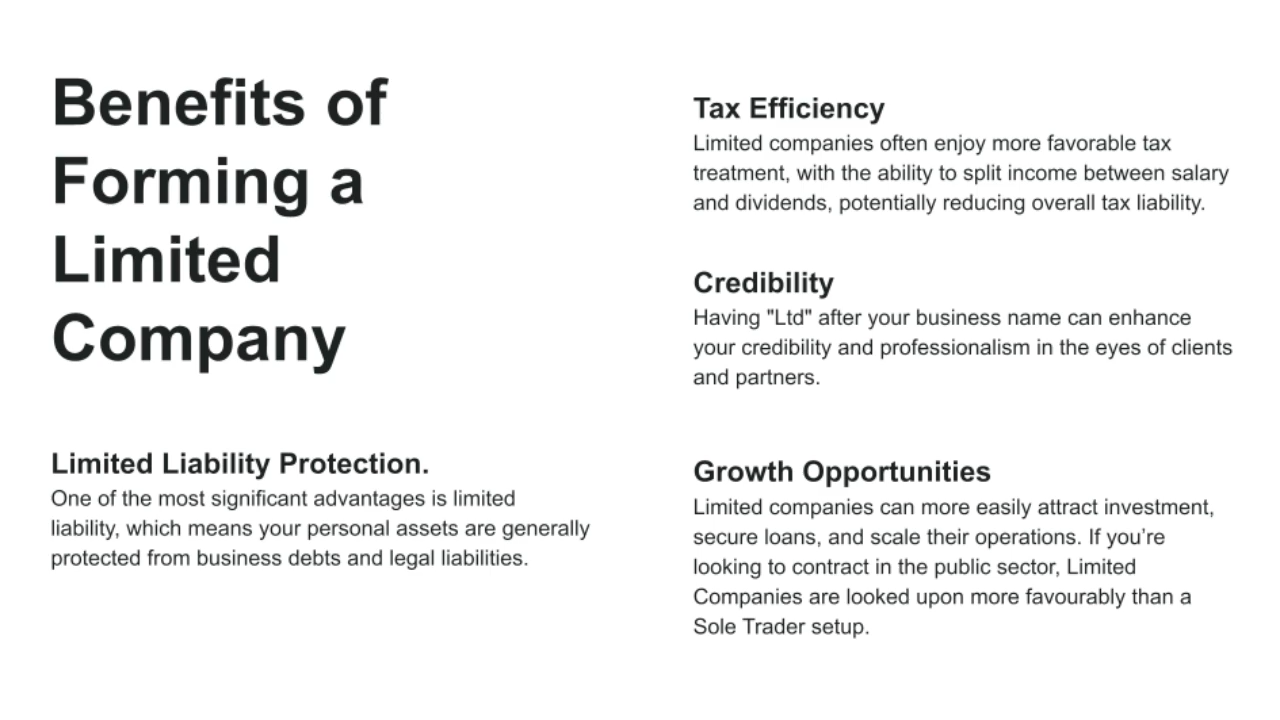 Benefits of
Forming a
Limited
Company
Limited Liability Protection.
One of the most significant advantages is limited
liability, which means your personal assets are generally
protected from business debts and legal liabilities.
Tax Efficiency
Limited companies often enjoy more favorable tax
treatment, with the ability to split income between salary
and dividends, potentially reducing overall tax liability.
Credibility
Having "Ltd" after your business name can enhance
your credibility and professionalism in the eyes of clients
and partners.
Growth Opportunities
Limited companies can more easily attract investment,
secure loans, and scale their operations. If you’re
looking to contract in the public sector, Limited
Companies are looked upon more favourably than a
Sole Trader setup.